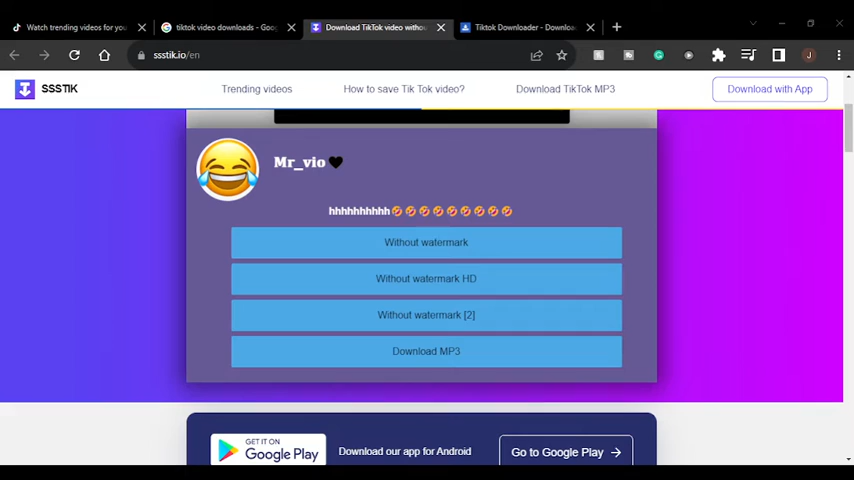 Watch trending videos for you
tiktok video downloads - Goo
Download TikTok video withou
Tiktok Downloader - Downloa
ssstik.io/en
J
SSSTIK
Trending videos
How to save Tik Tok video?
Download TikTok MP3
Download with App
Mr_vio🖤
hhhhhhhhhh🤣🤣🤣🤣🤣🤣🤣🤣🤣
Without watermark
Without watermark HD
Without watermark [2]
Download MP3
GET IT ON
Google Play
Download our app for Android
Go to Google Play →